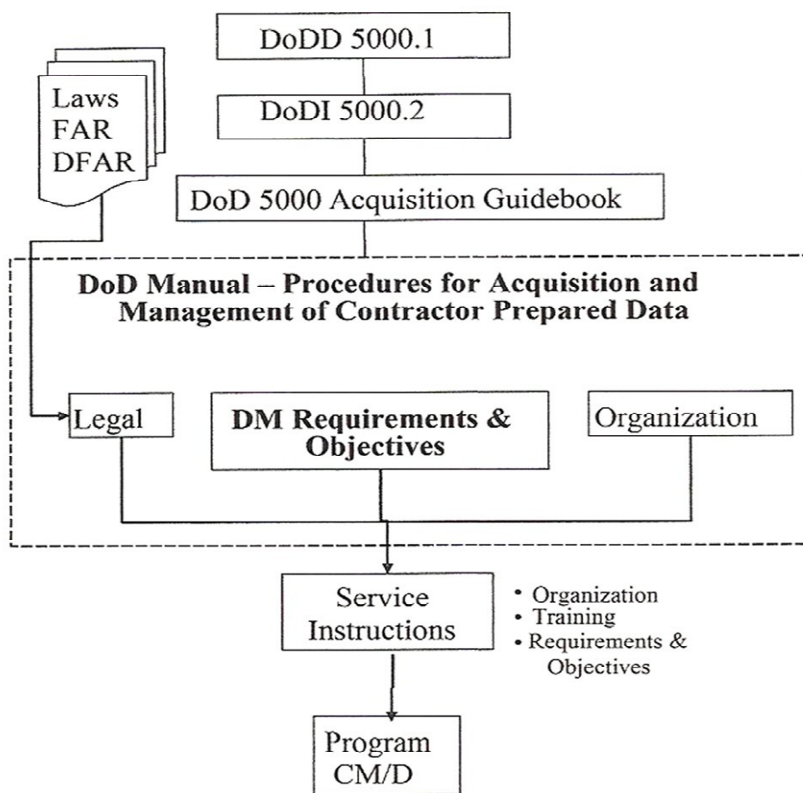 DoDD 5000.1
Laws
FAR
DFAR
DoDI 5000.2
DoD 5000 Acquisition Guidebook
DoD Manual – Procedures for Acquisition and
Management of Contractor Prepared Data
Legal
DM Requirements &
Objectives
Organization
Service
Instructions
• Organization
• Training
• Requirements &
Objectives
Program
CM/D